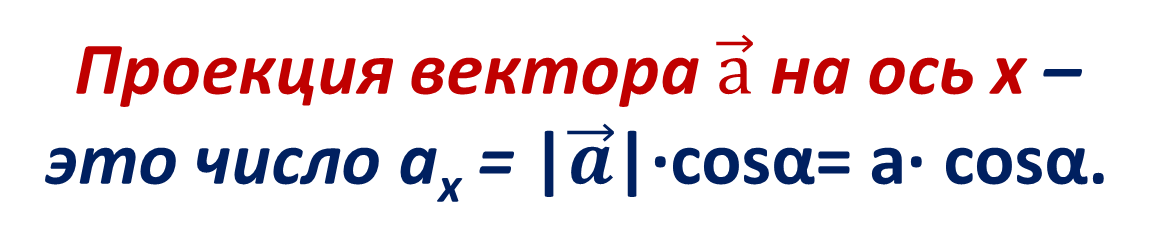 Проекция вектора a⃗ на ось x –
это число aₓ = |a⃗|·cosα= a· cosα.